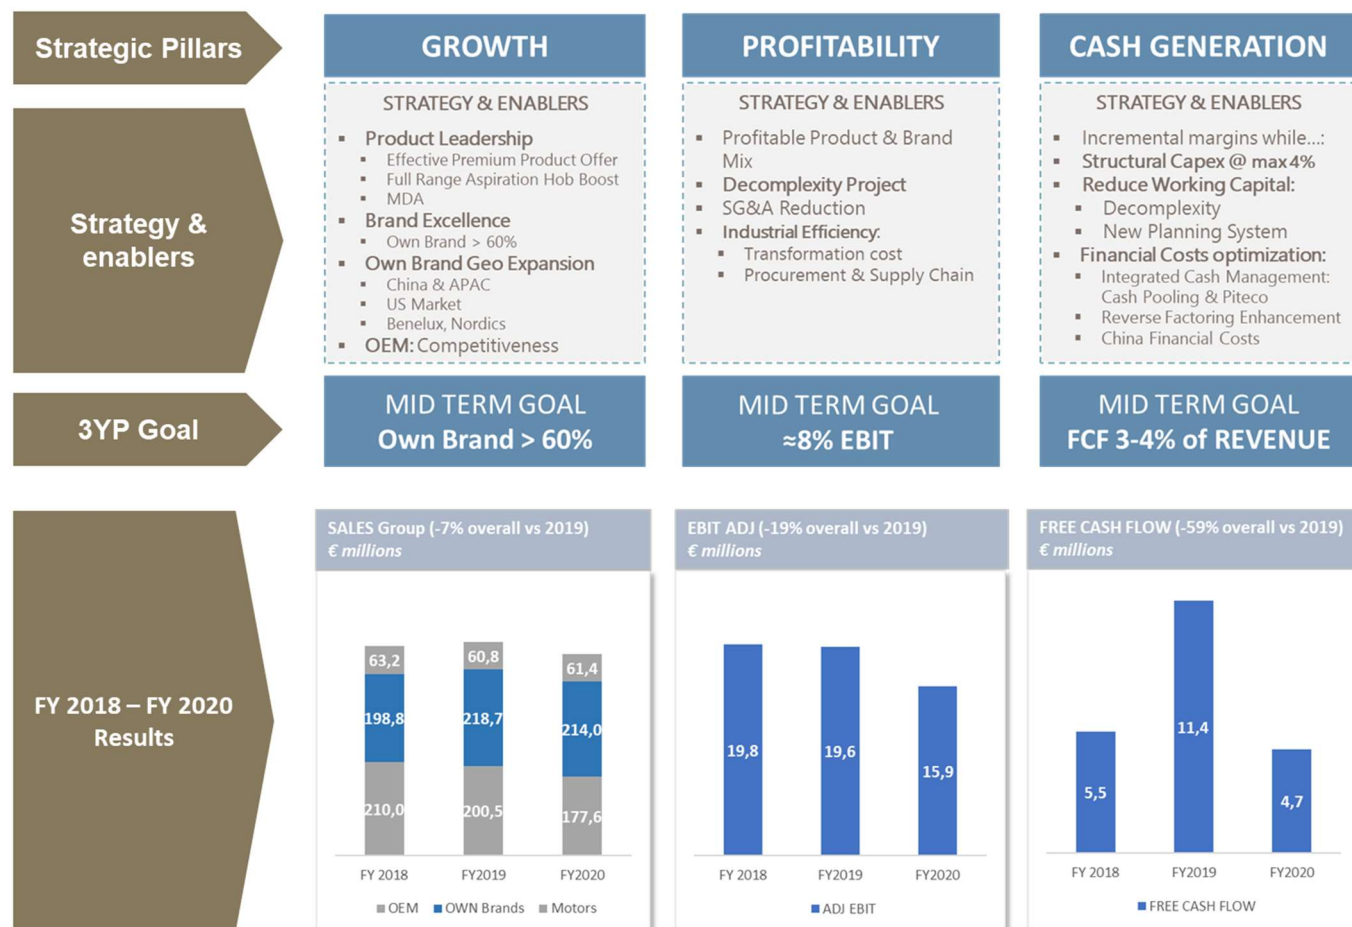 Strategic Pillars
GROWTH
PROFITABILITY
CASH GENERATION
Strategy &
enablers
STRATEGY & ENABLERS
▪ Product Leadership
▪ Effective Premium Product Offer
▪ Full Range Aspiration Hob Boost
▪ MDA
▪ Brand Excellence
▪ Own Brand > 60%
▪ Own Brand Geo Expansion
▪ China & APAC
▪ US Market
▪ Benelux, Nordics
▪ OEM: Competitiveness
STRATEGY & ENABLERS
▪ Profitable Product & Brand
Mix
▪ Decomplexity Project
▪ SG&A Reduction
▪ Industrial Efficiency:
▪ Transformation cost
▪ Procurement & Supply Chain
STRATEGY & ENABLERS
▪ Incremental margins while...:
▪ Structural Capex @ max 4%
▪ Reduce Working Capital:
▪ Decomplexity
▪ New Planning System
▪ Financial Costs optimization:
▪ Integrated Cash Management:
Cash Pooling & Piteco
▪ Reverse Factoring Enhancement
▪ China Financial Costs
3YP Goal
MID TERM GOAL
Own Brand > 60%
MID TERM GOAL
≈8% EBIT
MID TERM GOAL
FCF 3-4% of REVENUE
FY 2018 – FY 2020
Results
SALES Group (-7% overall vs 2019)
€ millions
63,2 60,8 61,4
198,8 218,7 214,0
210,0 200,5 177,6
FY 2018 FY2019 FY2020
OEM OWN Brands Motors
EBIT ADJ (-19% overall vs 2019)
€ millions
19,8 19,6 15,9
FY 2018 FY2019 FY2020
ADJ EBIT
FREE CASH FLOW (-59% overall vs 2019)
€ millions
5,5 11,4 4,7
FY 2018 FY2019 FY2020
FREE CASH FLOW